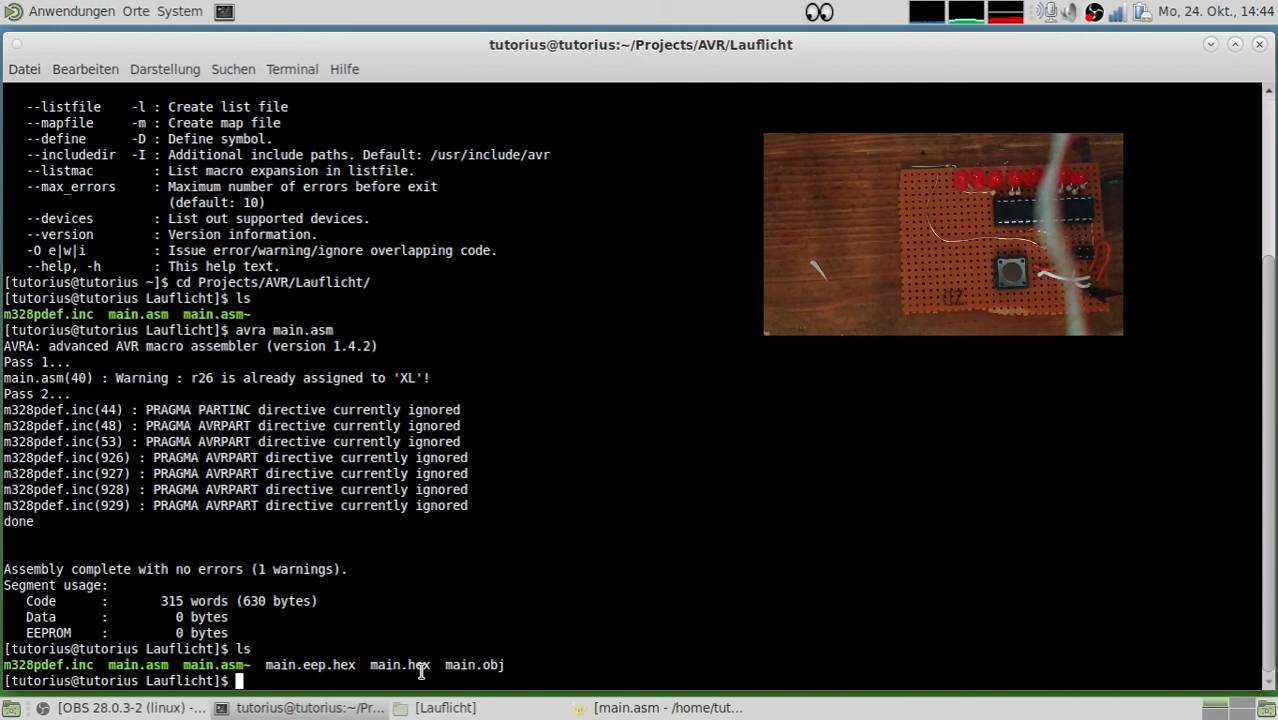 Anwendungen Orte System
Mo, 24. Okt., 14:44
tutorius@tutorius:~/Projects/AVR/Lauflicht
Datei Bearbeiten Darstellung Suchen Terminal Hilfe
--listfile -l : Create list file
--mapfile -m : Create map file
--define -D : Define symbol.
--includedir -I : Additional include paths. Default: /usr/include/avr
--listmac : List macro expansion in listfile.
--max_errors : Maximum number of errors before exit
(default: 10)
--devices : List out supported devices.
--version : Version information.
-O e|w|i : Issue error/warning/ignore overlapping code.
--help, -h : This help text.
[tutorius@tutorius ~]$ cd Projects/AVR/Lauflicht/
[tutorius@tutorius Lauflicht]$ ls
m328pdef.inc main.asm main.asm~
[tutorius@tutorius Lauflicht]$ avra main.asm
AVRA: advanced AVR macro assembler (version 1.4.2)
Pass 1...
main.asm(40) : Warning : r26 is already assigned to 'XL'!
Pass 2...
m328pdef.inc(44) : PRAGMA PARTINC directive currently ignored
m328pdef.inc(48) : PRAGMA AVRPART directive currently ignored
m328pdef.inc(53) : PRAGMA AVRPART directive currently ignored
m328pdef.inc(926) : PRAGMA AVRPART directive currently ignored
m328pdef.inc(927) : PRAGMA AVRPART directive currently ignored
m328pdef.inc(928) : PRAGMA AVRPART directive currently ignored
m328pdef.inc(929) : PRAGMA AVRPART directive currently ignored
done
Assembly complete with no errors (1 warnings).
Segment usage:
Code : 315 words (630 bytes)
Data : 0 bytes
EEPROM : 0 bytes
[tutorius@tutorius Lauflicht]$ ls
m328pdef.inc main.asm main.asm~ main.eep.hex main.hex main.obj
[tutorius@tutorius Lauflicht]$
[OBS 28.0.3-2 (linux) -... tutorius@tutorius:~/Pr... [Lauflicht] [main.asm - /home/tut...